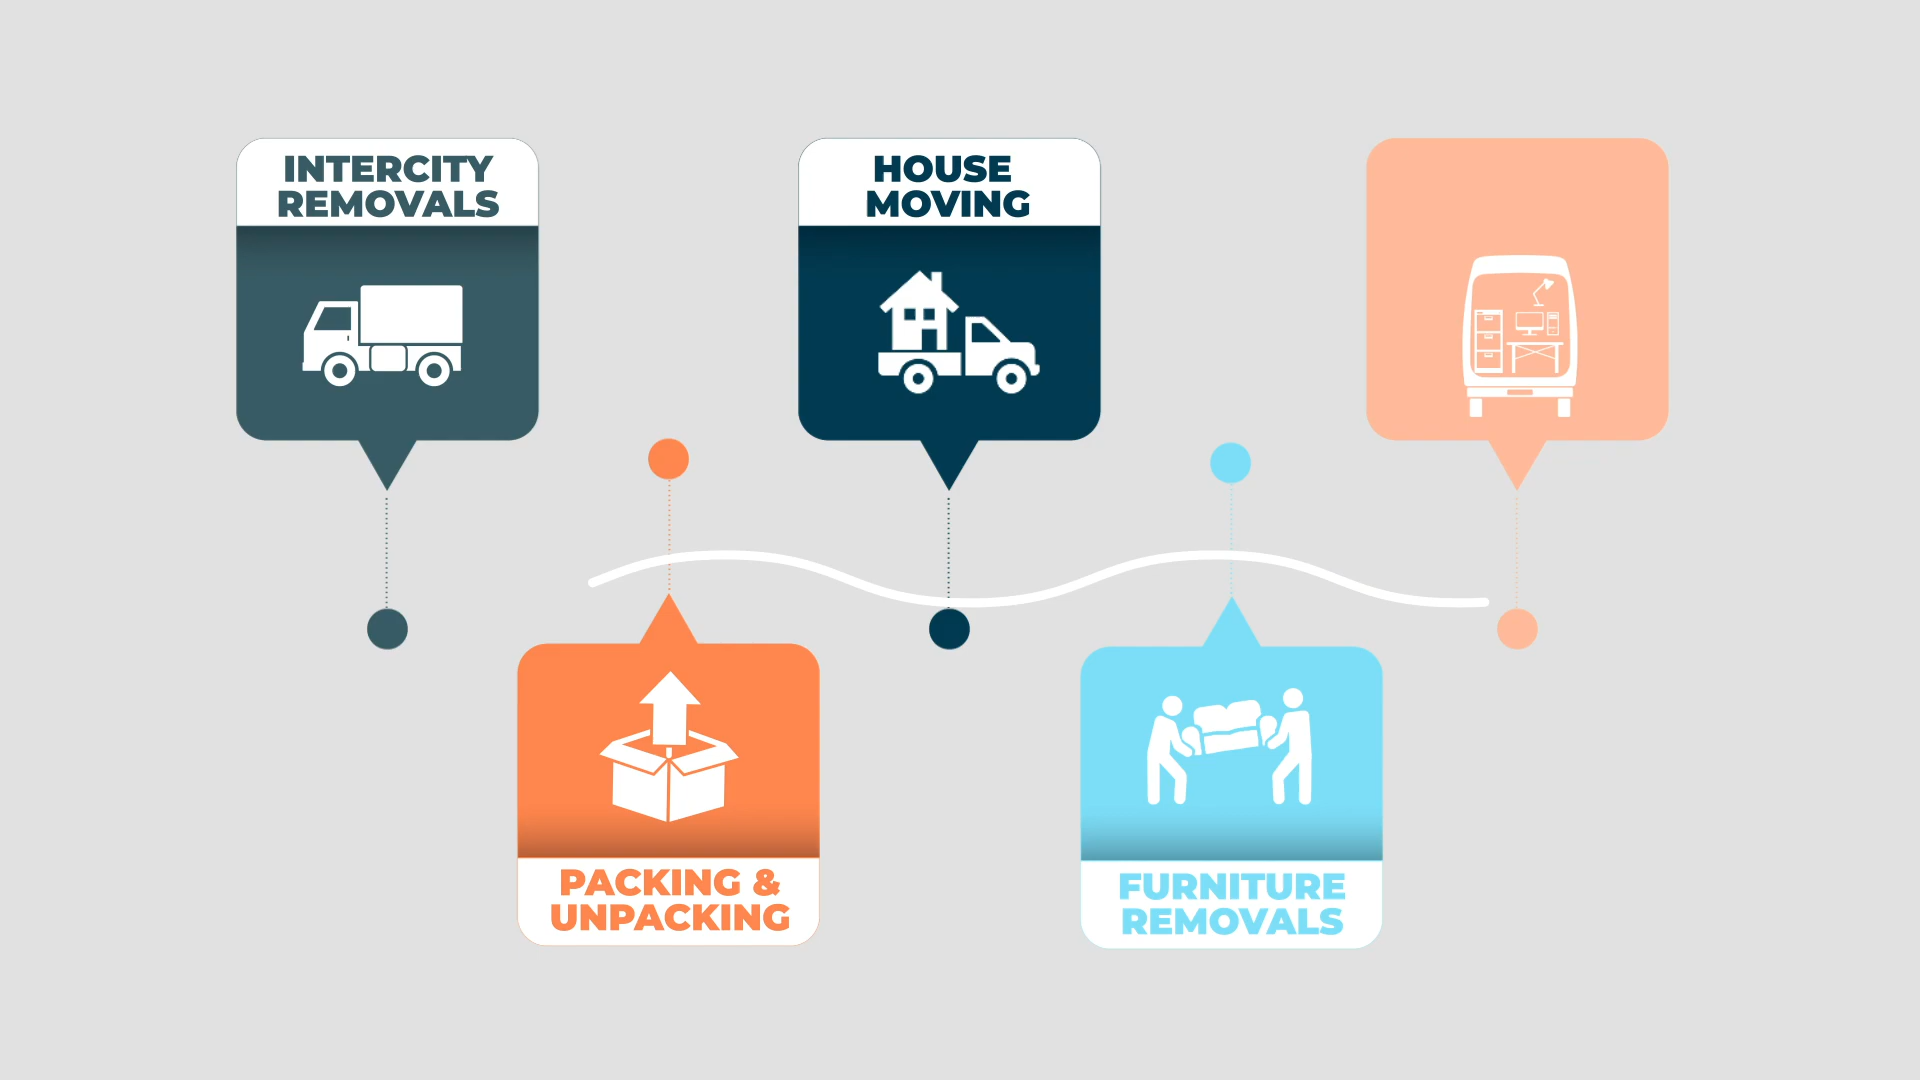 INTERCITY
REMOVALS
HOUSE
MOVING
PACKING &
UNPACKING
FURNITURE
REMOVALS